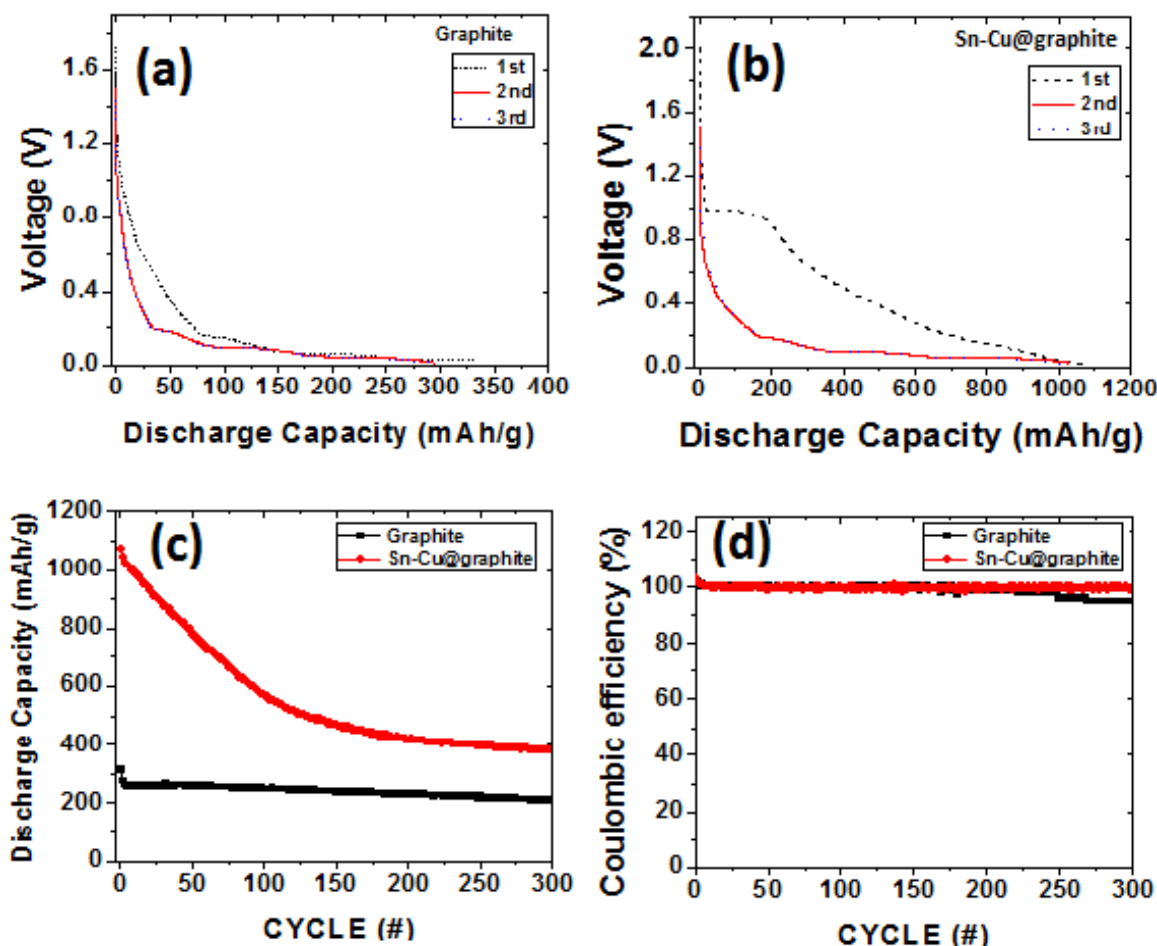 (a)
Graphite
1st
2nd
3rd
Voltage (V)
1.6
1.2
0.8
0.4
0.0
0 50 100 150 200 250 300 350 400
Discharge Capacity (mAh/g)
(b)
Sn-Cu@graphite
1st
2nd
3rd
Voltage (V)
2.0
1.6
1.2
0.8
0.4
0.0
0 200 400 600 800 1000 1200
Discharge Capacity (mAh/g)
(c)
Graphite
Sn-Cu@graphite
Discharge Capacity (mAh/g)
1200
1000
800
600
400
200
0
0 50 100 150 200 250 300
CYCLE (#)
(d)
Graphite
Sn-Cu@graphite
Coulombic efficiency (%)
120
100
80
60
40
20
0
0 50 100 150 200 250 300
CYCLE (#)